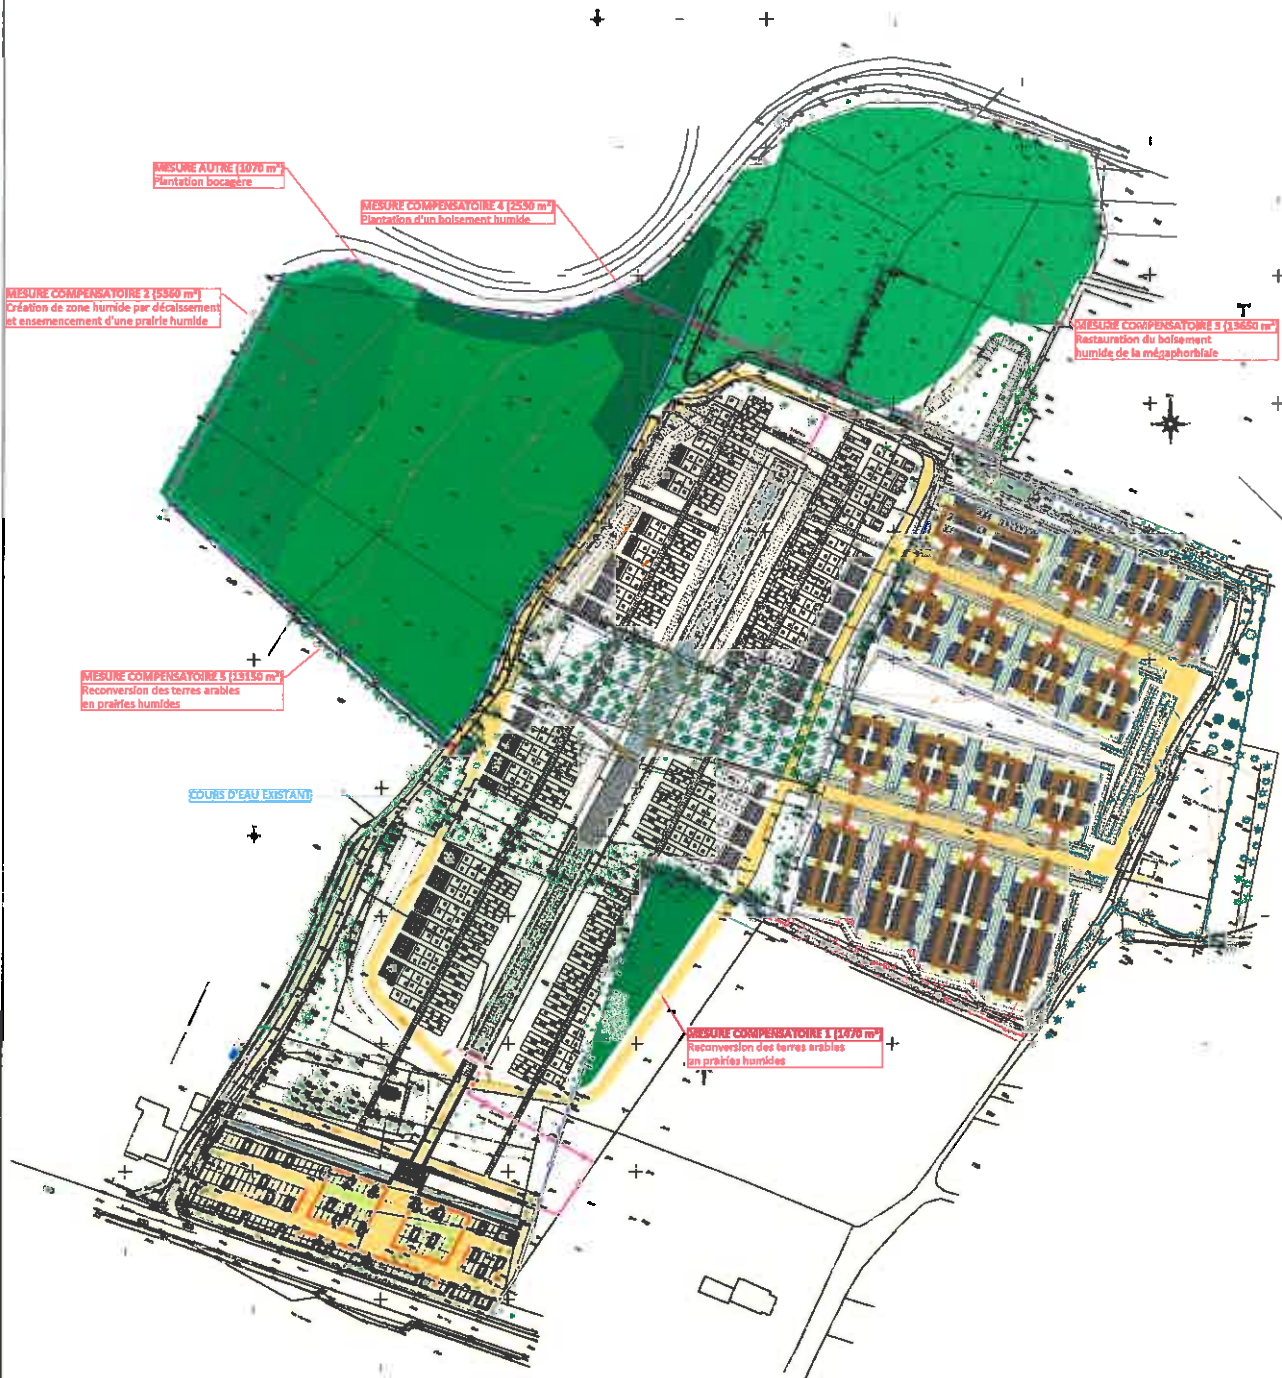 MESURE AUTRE (1070 m²)
Plantation bocagère
MESURE COMPENSATOIRE 4 (2530 m²)
Plantation d'un boisement humide
MESURE COMPENSATOIRE 2 (5360 m²)
Création de zone humide par décaissement
et ensemencement d'une prairie humide
MESURE COMPENSATOIRE 3 (13650 m²)
Restauration du boisement
humide de la mégaphorbiaie
MESURE COMPENSATOIRE 5 (13150 m²)
Reconversion des terres arables
en prairies humides
COURS D'EAU EXISTANT
MESURE COMPENSATOIRE 1 (1470 m²)
Reconversion des terres arables
en prairies humides